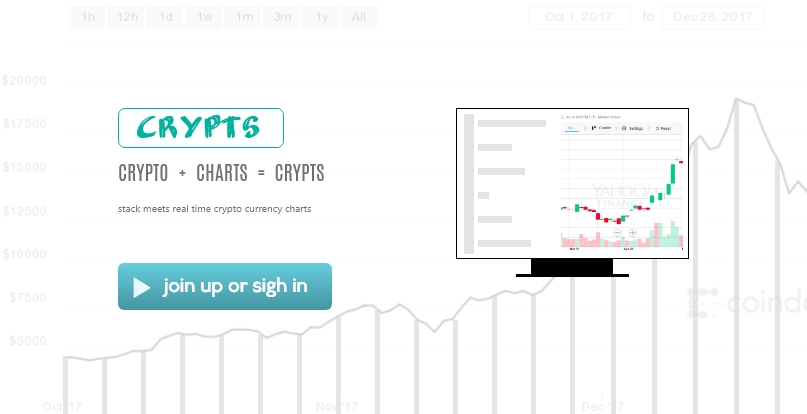 1h 12h 1d 1w 1m 3m 1y All Oct 1, 2017 to Dec 28, 2017
$20000
$17500
$15000
$12500
$10000
$7500
$5000
CRYPTS
CRYPTO + CHARTS = CRYPTS
stack meets real time crypto currency charts
join up or sigh in
Candle Settings Reset
YAHOO!
FINANCE
coinde
Oct '17 Nov '17 Dec '17